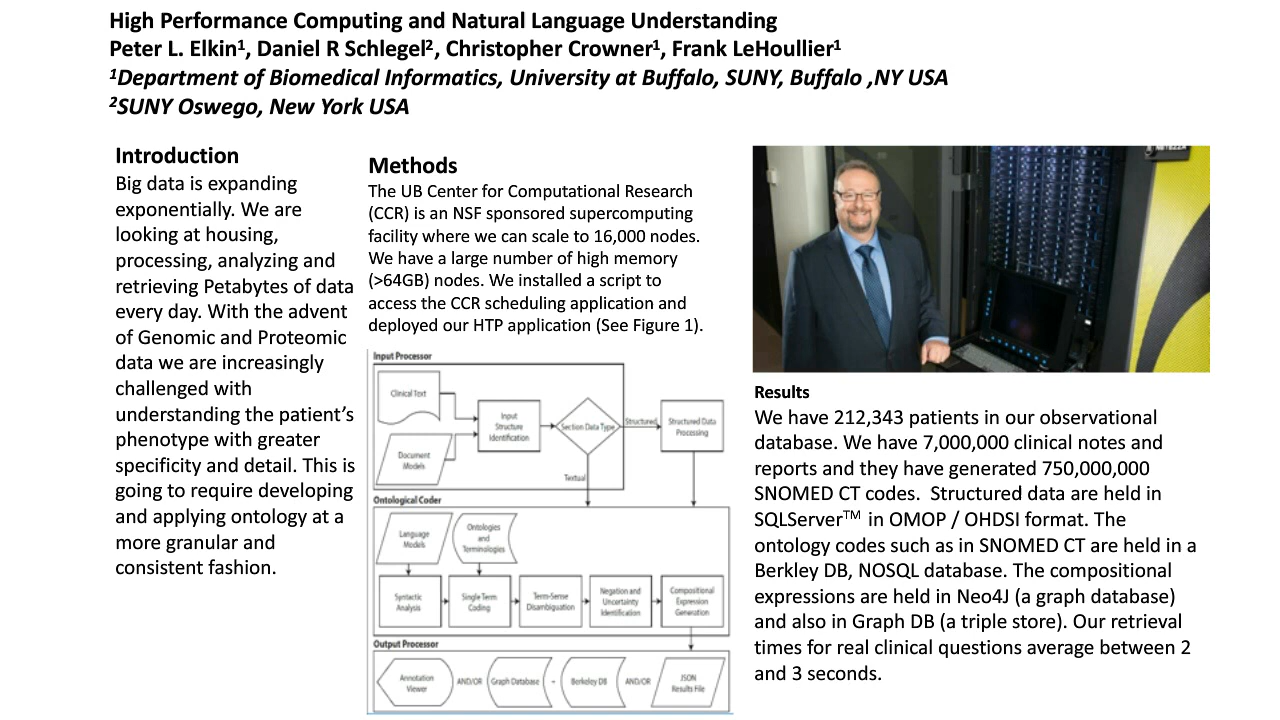 High Performance Computing and Natural Language Understanding
Peter L. Elkin¹, Daniel R Schlegel², Christopher Crowner¹, Frank LeHoullier¹
¹Department of Biomedical Informatics, University at Buffalo, SUNY, Buffalo ,NY USA
²SUNY Oswego, New York USA
Introduction
Big data is expanding
exponentially. We are
looking at housing,
processing, analyzing and
retrieving Petabytes of data
every day. With the advent
of Genomic and Proteomic
data we are increasingly
challenged with
understanding the patient’s
phenotype with greater
specificity and detail. This is
going to require developing
and applying ontology at a
more granular and
consistent fashion.
Methods
The UB Center for Computational Research
(CCR) is an NSF sponsored supercomputing
facility where we can scale to 16,000 nodes.
We have a large number of high memory
(>64GB) nodes. We installed a script to
access the CCR scheduling application and
deployed our HTP application (See Figure 1).
Input Processor
Clinical Text
Document
Models
Input
Structure
Identification
Section Data Type
Structured
Structured Data
Processing
Textual
Ontological Coder
Language
Models
Ontologies
and
Terminologies
Syntactic
Analysis
Single Term
Coding
Term-Sense
Disambiguation
Negation and
Uncertainty
Identification
Compositional
Expression
Generation
Output Processor
Annotation
Viewer
AND/OR
Graph Database
Berkeley DB
AND/OR
JSON
Results File
NETEZZA
Results
We have 212,343 patients in our observational
database. We have 7,000,000 clinical notes and
reports and they have generated 750,000,000
SNOMED CT codes.  Structured data are held in
SQLServer™ in OMOP / OHDSI format. The
ontology codes such as in SNOMED CT are held in a
Berkley DB, NOSQL database. The compositional
expressions are held in Neo4J (a graph database)
and also in Graph DB (a triple store). Our retrieval
times for real clinical questions average between 2
and 3 seconds.